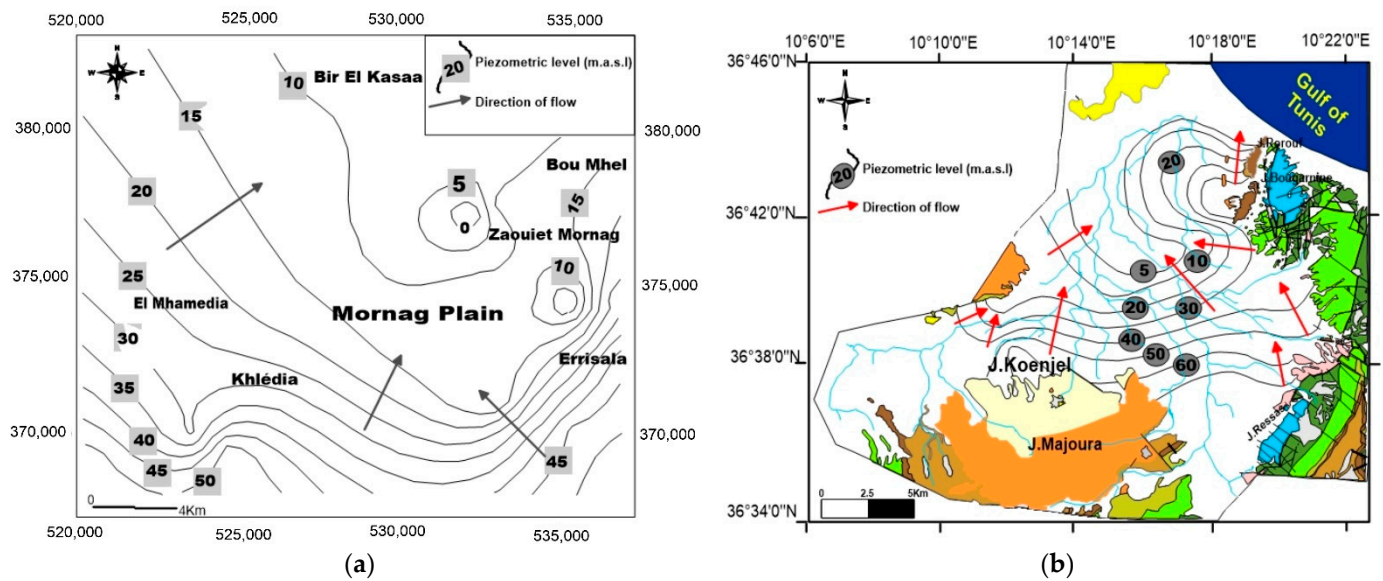 520,000
525,000
530,000
535,000
N
W
E
S
20
Piezometric level (m.a.s.l)
Direction of flow
10
Bir El Kasaa
15
380,000
380,000
Bou Mhel
5
20
15
0
Zaouiet Mornag
10
25
375,000
375,000
El Mhamedia
Mornag Plain
30
Errisala
Khlédia
35
370,000
370,000
40
45
45
50
0
4Km
520,000
525,000
530,000
535,000
(a)
10°6'0"E
10°10'0"E
10°14'0"E
10°18'0"E
10°22'0"E
36°46'0"N
N
W
E
S
Gulf of
Tunis
20
Piezometric level (m.a.s.l)
Direction of flow
20
J.Bougarnine
36°42'0"N
10
5
20
30
40
50
60
36°38'0"N
J.Koenjel
J.Ressas
J.Majoura
0
2.5
5Km
36°34'0"N
(b)